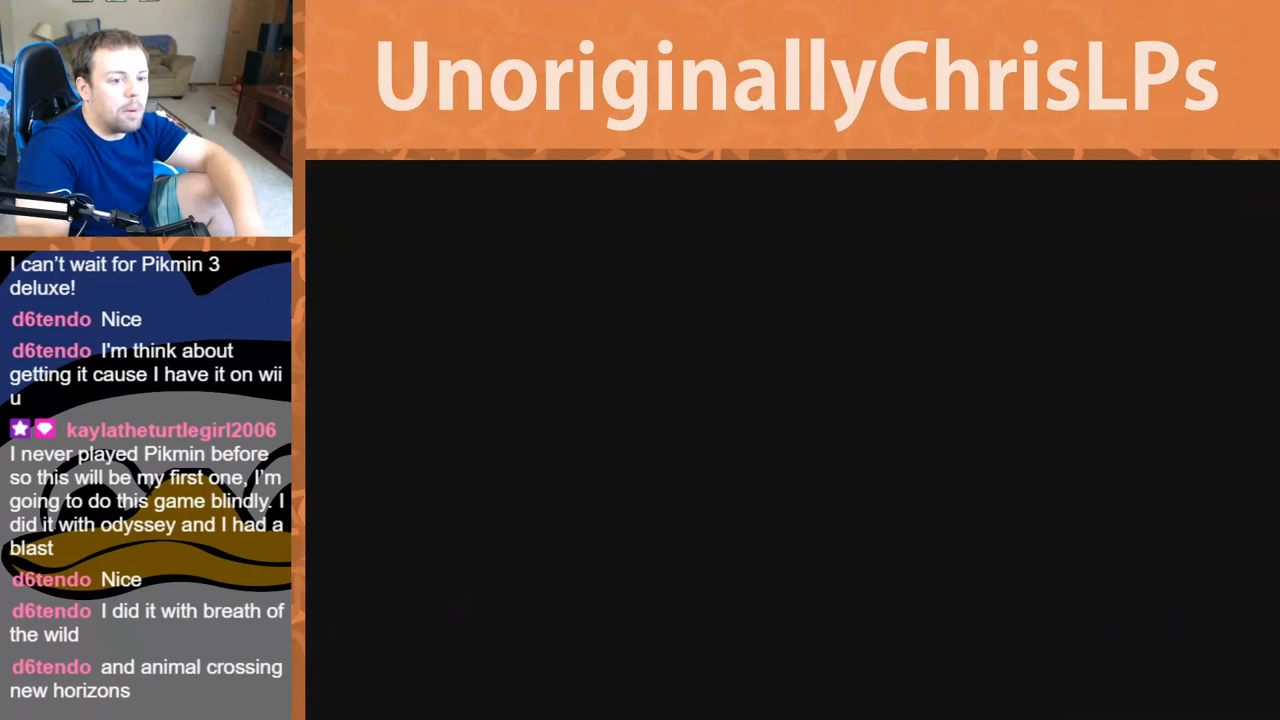 UnoriginallyChrisLPs
I can't wait for Pikmin 3
deluxe!
d6tendo Nice
d6tendo I'm think about
getting it cause I have it on wii
u
kaylatheturtlegirl2006
I never played Pikmin before
so this will be my first one, I'm
going to do this game blindly. I
did it with odyssey and I had a
blast
d6tendo Nice
d6tendo I did it with breath of
the wild
d6tendo and animal crossing
new horizons